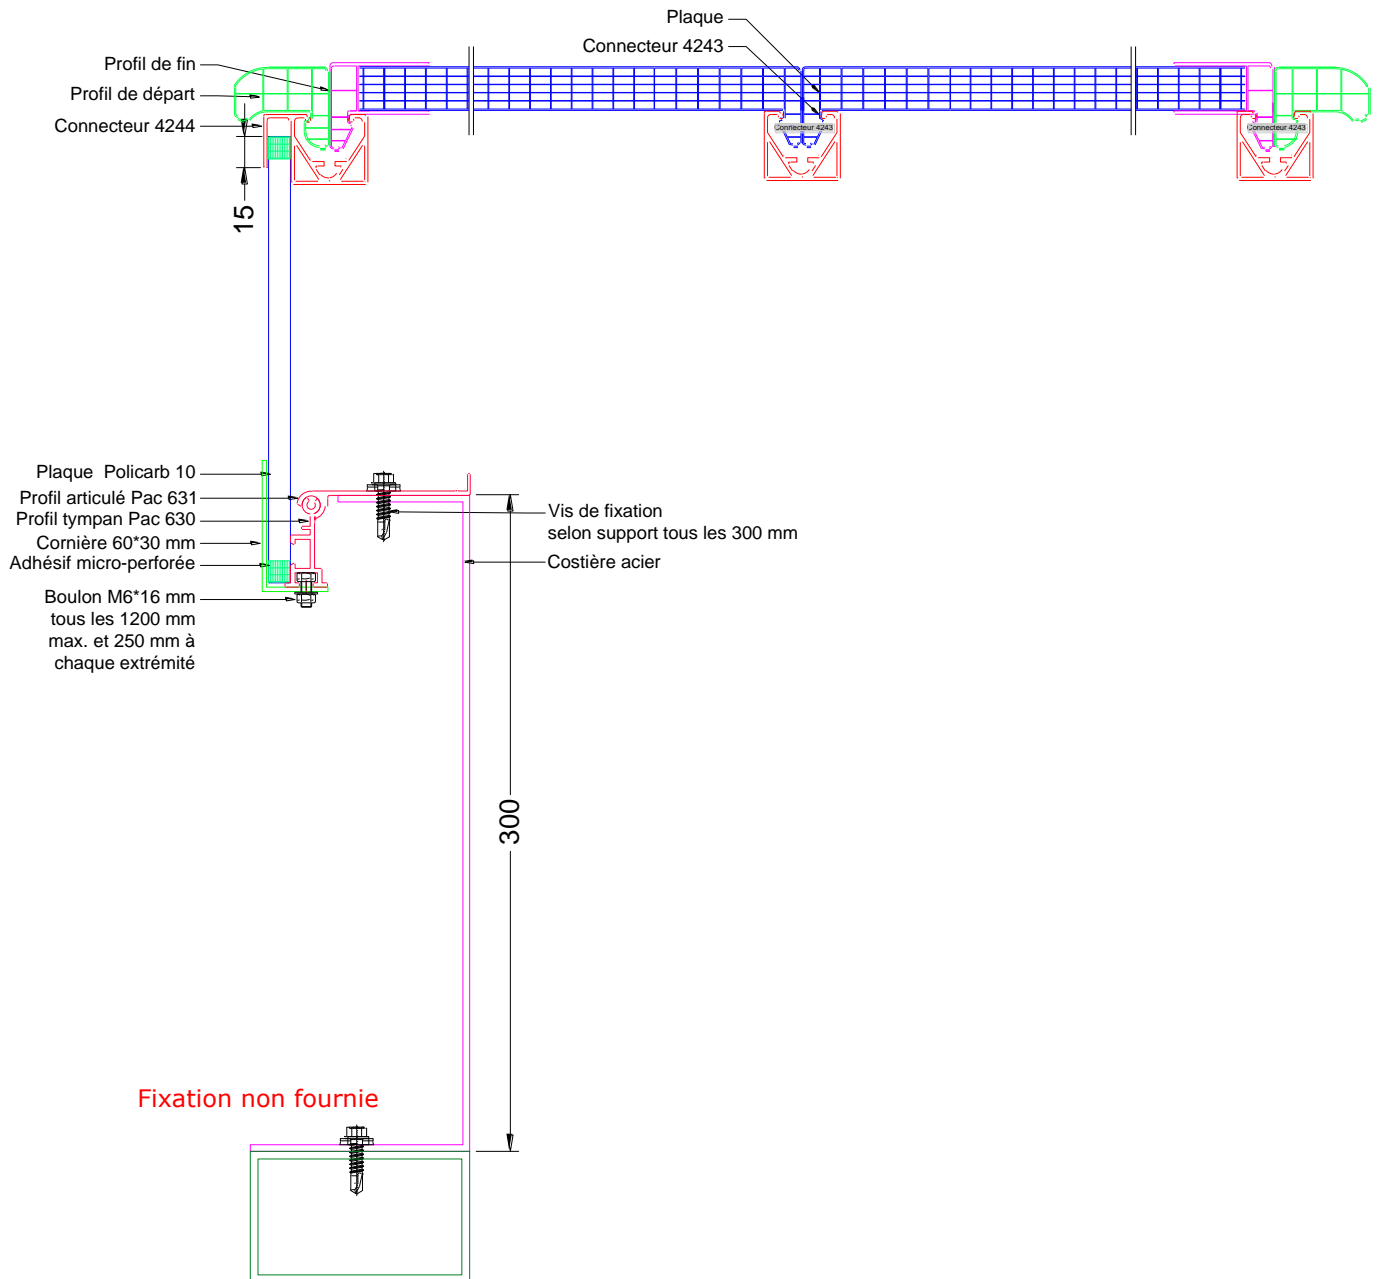 Plaque
Connecteur 4243
Profil de fin
Profil de départ
Connecteur 4244
Connecteur 4243
Connecteur 4243
15
Plaque Policarb 10
Profil articulé Pac 631
Profil tympan Pac 630
Cornière 60*30 mm
Adhésif micro-perforée
Boulon M6*16 mm
tous les 1200 mm
max. et 250 mm à
chaque extrémité
Vis de fixation
selon support tous les 300 mm
Costière acier
300
Fixation non fournie